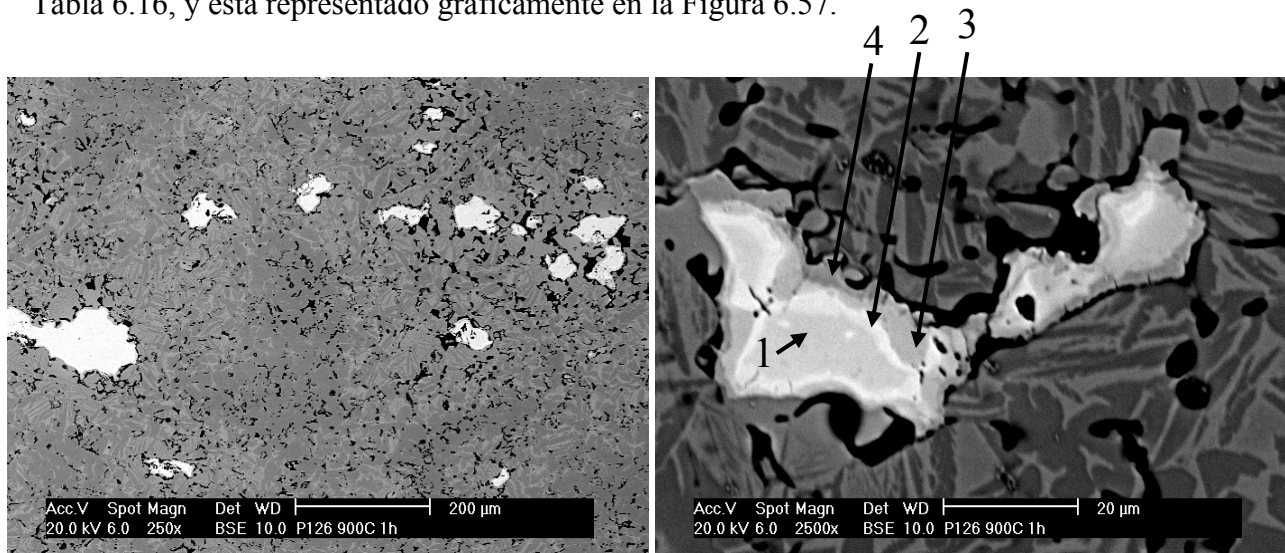 Tabla 6.16, y está representado gráficamente en la Figura 6.57.
4 2 3
1
Acc.V Spot Magn Det WD 200 µm
20.0 kV 6.0 250x BSE 10.0 P126 900C 1h
Acc.V Spot Magn Det WD 20 µm
20.0 kV 6.0 2500x BSE 10.0 P126 900C 1h